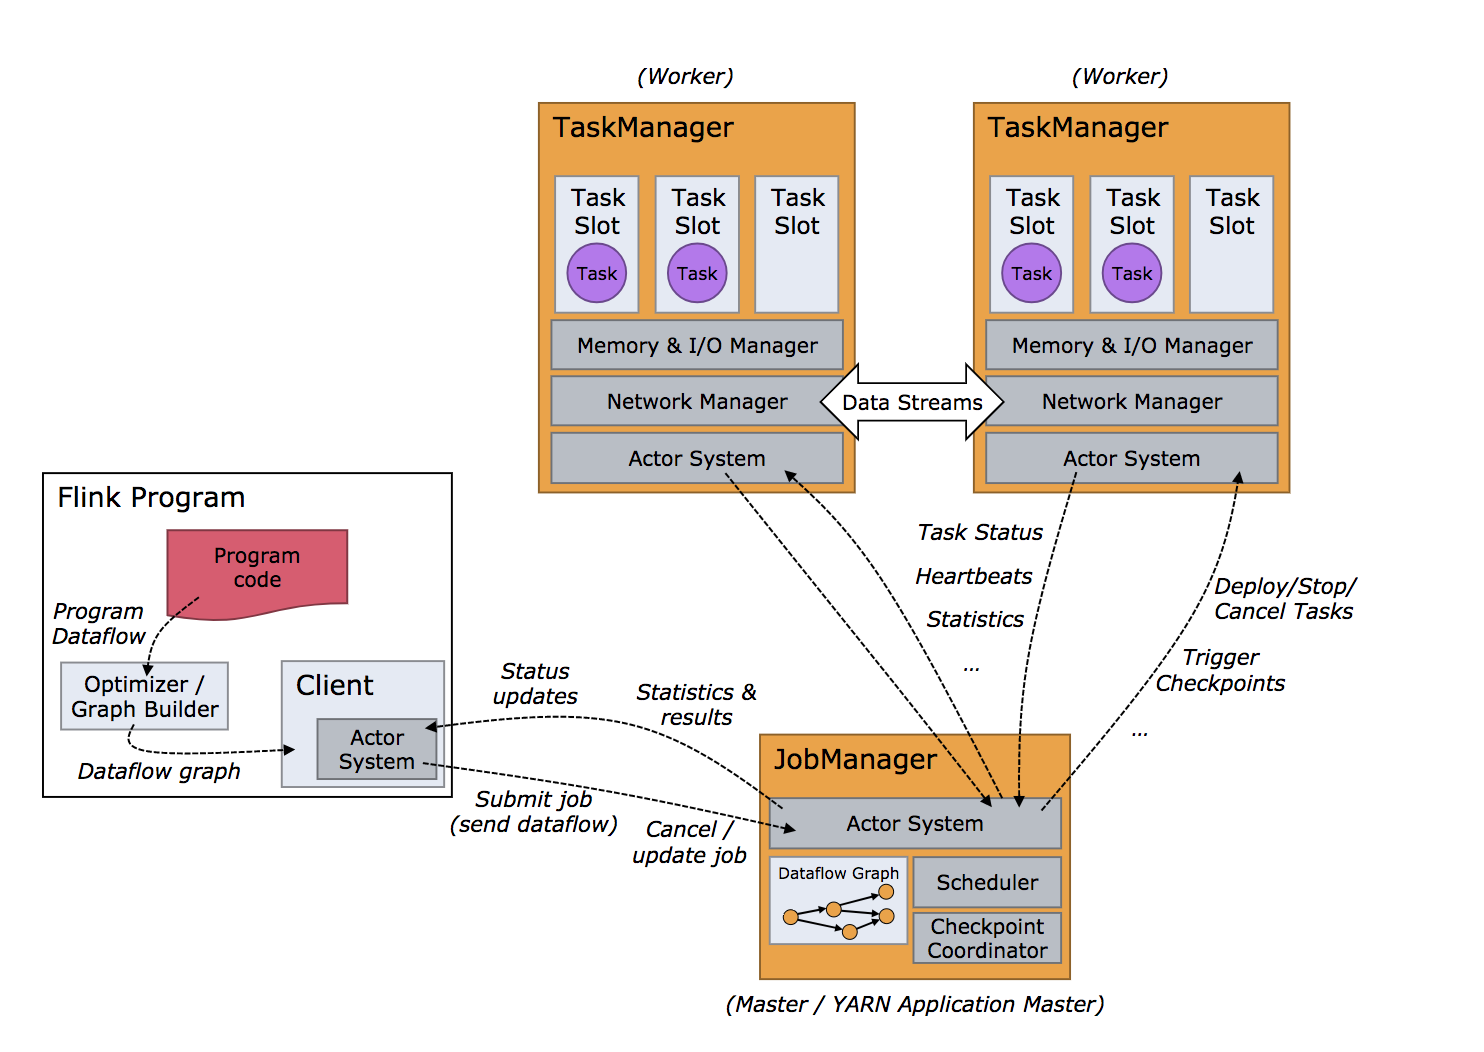 (Worker)
TaskManager
Task
Slot
Task
Task
Slot
Task
Task
Slot
Memory & I/O Manager
Network Manager
Actor System
Data Streams
(Worker)
TaskManager
Task
Slot
Task
Task
Slot
Task
Task
Slot
Memory & I/O Manager
Network Manager
Actor System
Flink Program
Program
code
Program
Dataflow
Optimizer /
Graph Builder
Dataflow graph
Client
Actor
System
Status
updates
Statistics &
results
Submit job
(send dataflow)
Cancel /
update job
Task Status
Heartbeats
Statistics
...
Deploy/Stop/
Cancel Tasks
Trigger
Checkpoints
...
JobManager
Actor System
Dataflow Graph
Scheduler
Checkpoint
Coordinator
(Master / YARN Application Master)